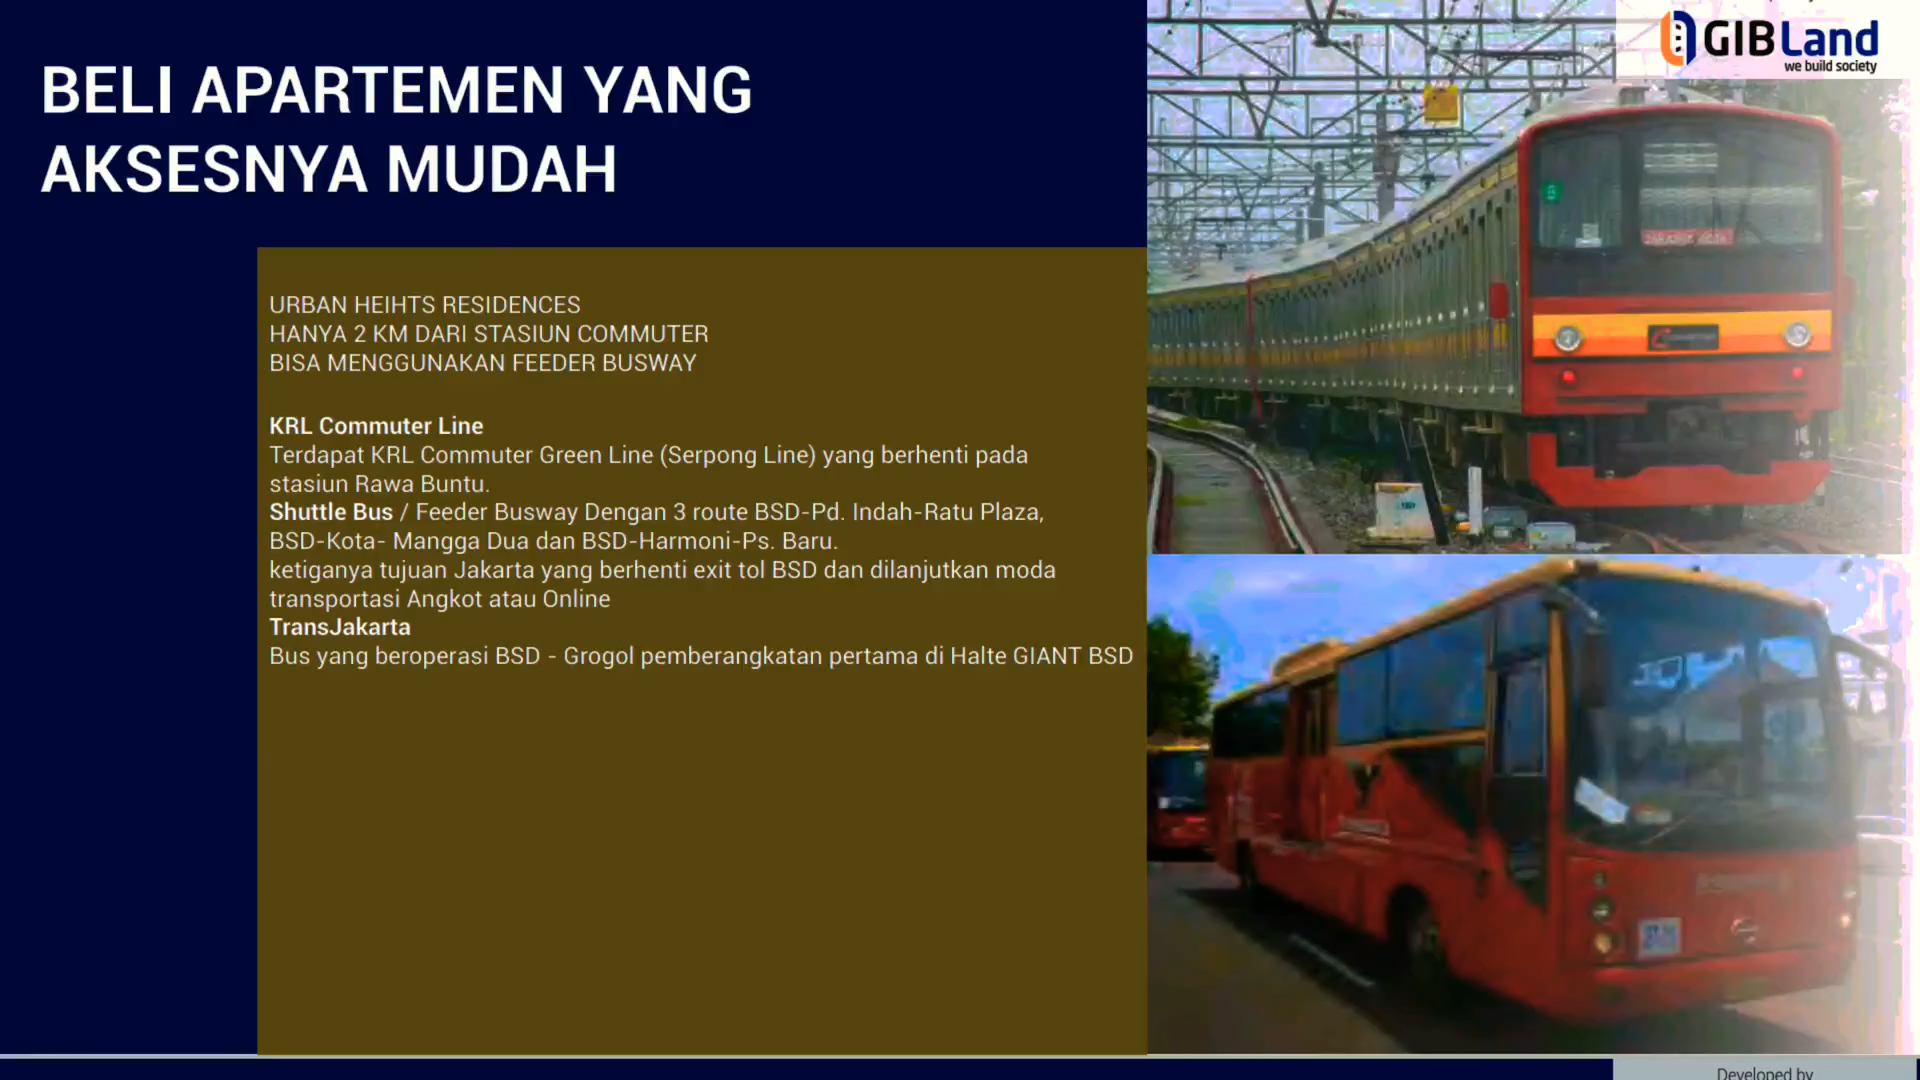 GIBLand
we build society
BELI APARTEMEN YANG
AKSESNYA MUDAH
URBAN HEIHTS RESIDENCES
HANYA 2 KM DARI STASIUN COMMUTER
BISA MENGGUNAKAN FEEDER BUSWAY
KRL Commuter Line
Terdapat KRL Commuter Green Line (Serpong Line) yang berhenti pada
stasiun Rawa Buntu.
Shuttle Bus / Feeder Busway Dengan 3 route BSD-Pd. Indah-Ratu Plaza,
BSD-Kota- Mangga Dua dan BSD-Harmoni-Ps. Baru.
ketiganya tujuan Jakarta yang berhenti exit tol BSD dan dilanjutkan moda
transportasi Angkot atau Online
TransJakarta
Bus yang beroperasi BSD - Grogol pemberangkatan pertama di Halte GIANT BSD
Developed by